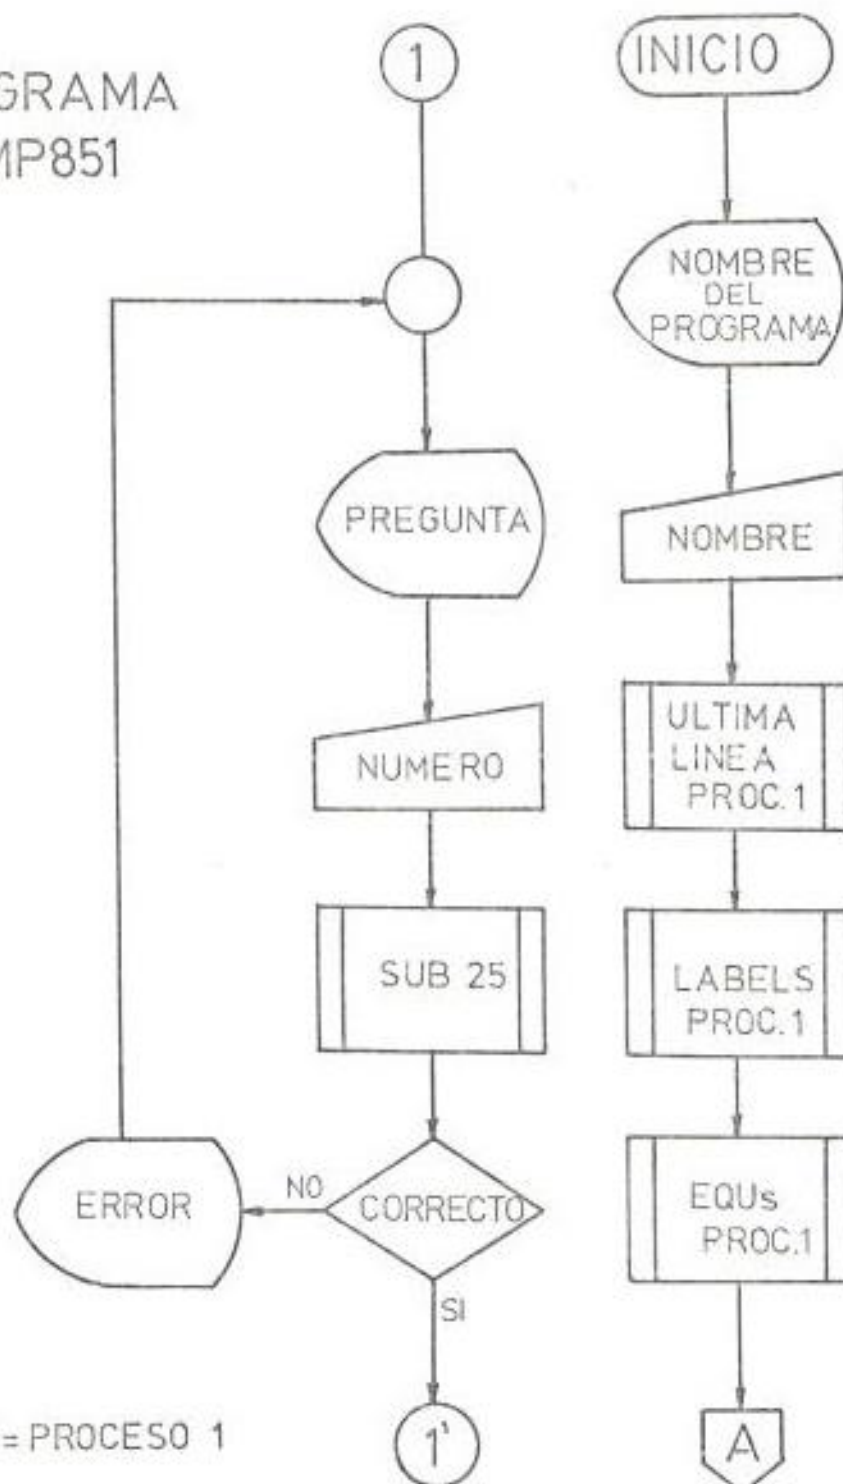 GRAMA
MP851
1
PREGUNTA
NUMERO
SUB 25
CORRECTO
NO
ERROR
SI
1'
= PROCESO 1
INICIO
NOMBRE
DEL
PROGRAMA
NOMBRE
ULTIMA
LINEA
PROC.1
LABELS
PROC.1
EQUs
PROC.1
A